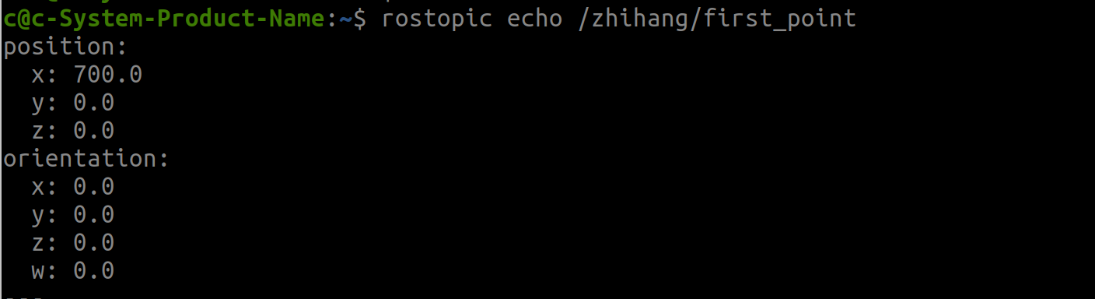 c@c-System-Product-Name:~$ rostopic echo /zhihang/first_point
position:
  x: 700.0
  y: 0.0
  z: 0.0
orientation:
  x: 0.0
  y: 0.0
  z: 0.0
  w: 0.0
---